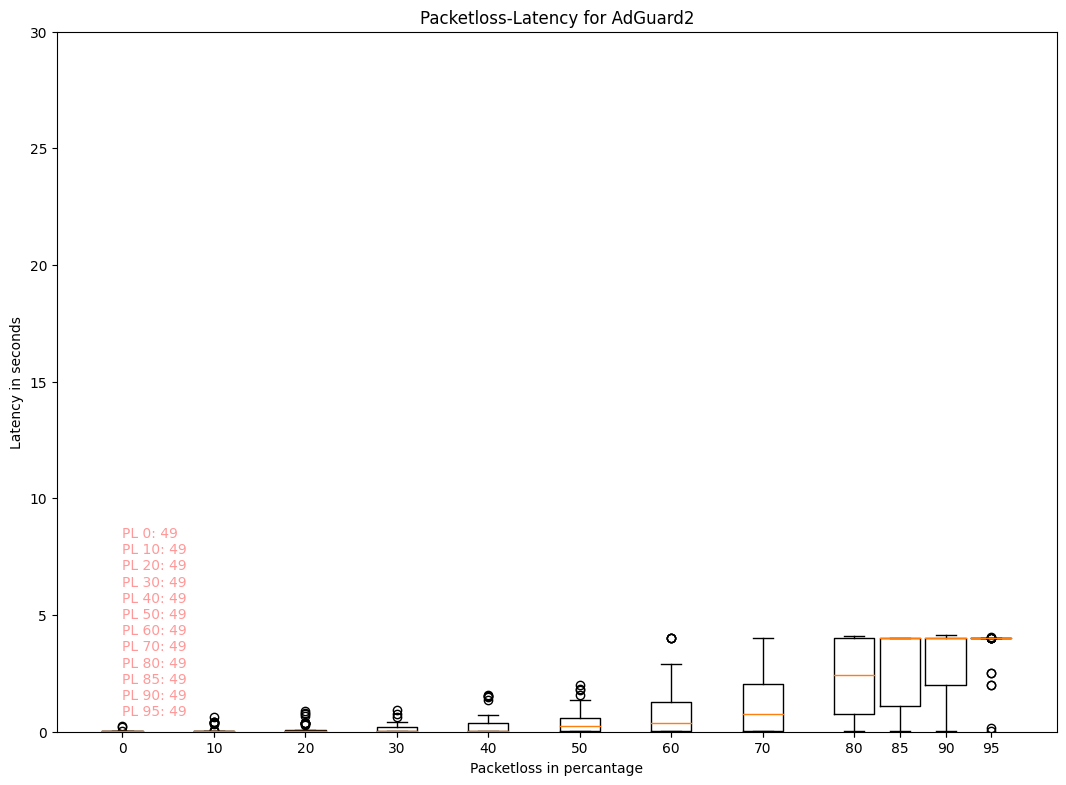 Packetloss-Latency for AdGuard2
30
25
20
15
10
5
0
Latency in seconds
PL 0: 49
PL 10: 49
PL 20: 49
PL 30: 49
PL 40: 49
PL 50: 49
PL 60: 49
PL 70: 49
PL 80: 49
PL 85: 49
PL 90: 49
PL 95: 49
0 10 20 30 40 50 60 70 80 85 90 95
Packetloss in percantage